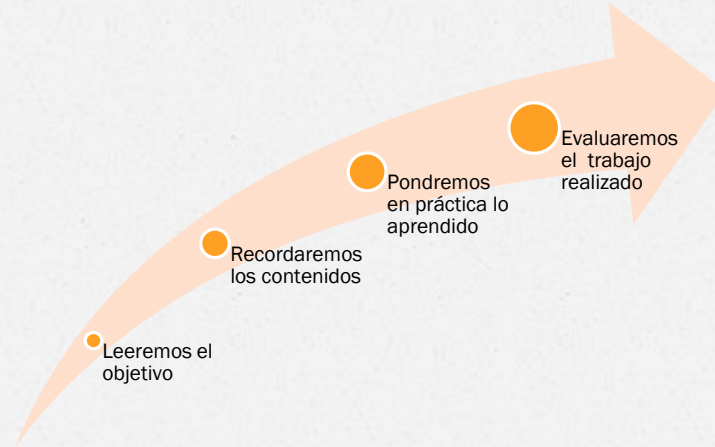 Leeremos el
objetivo
Recordaremos
los contenidos
Pondremos
en práctica lo
aprendido
Evaluaremos
el trabajo
realizado